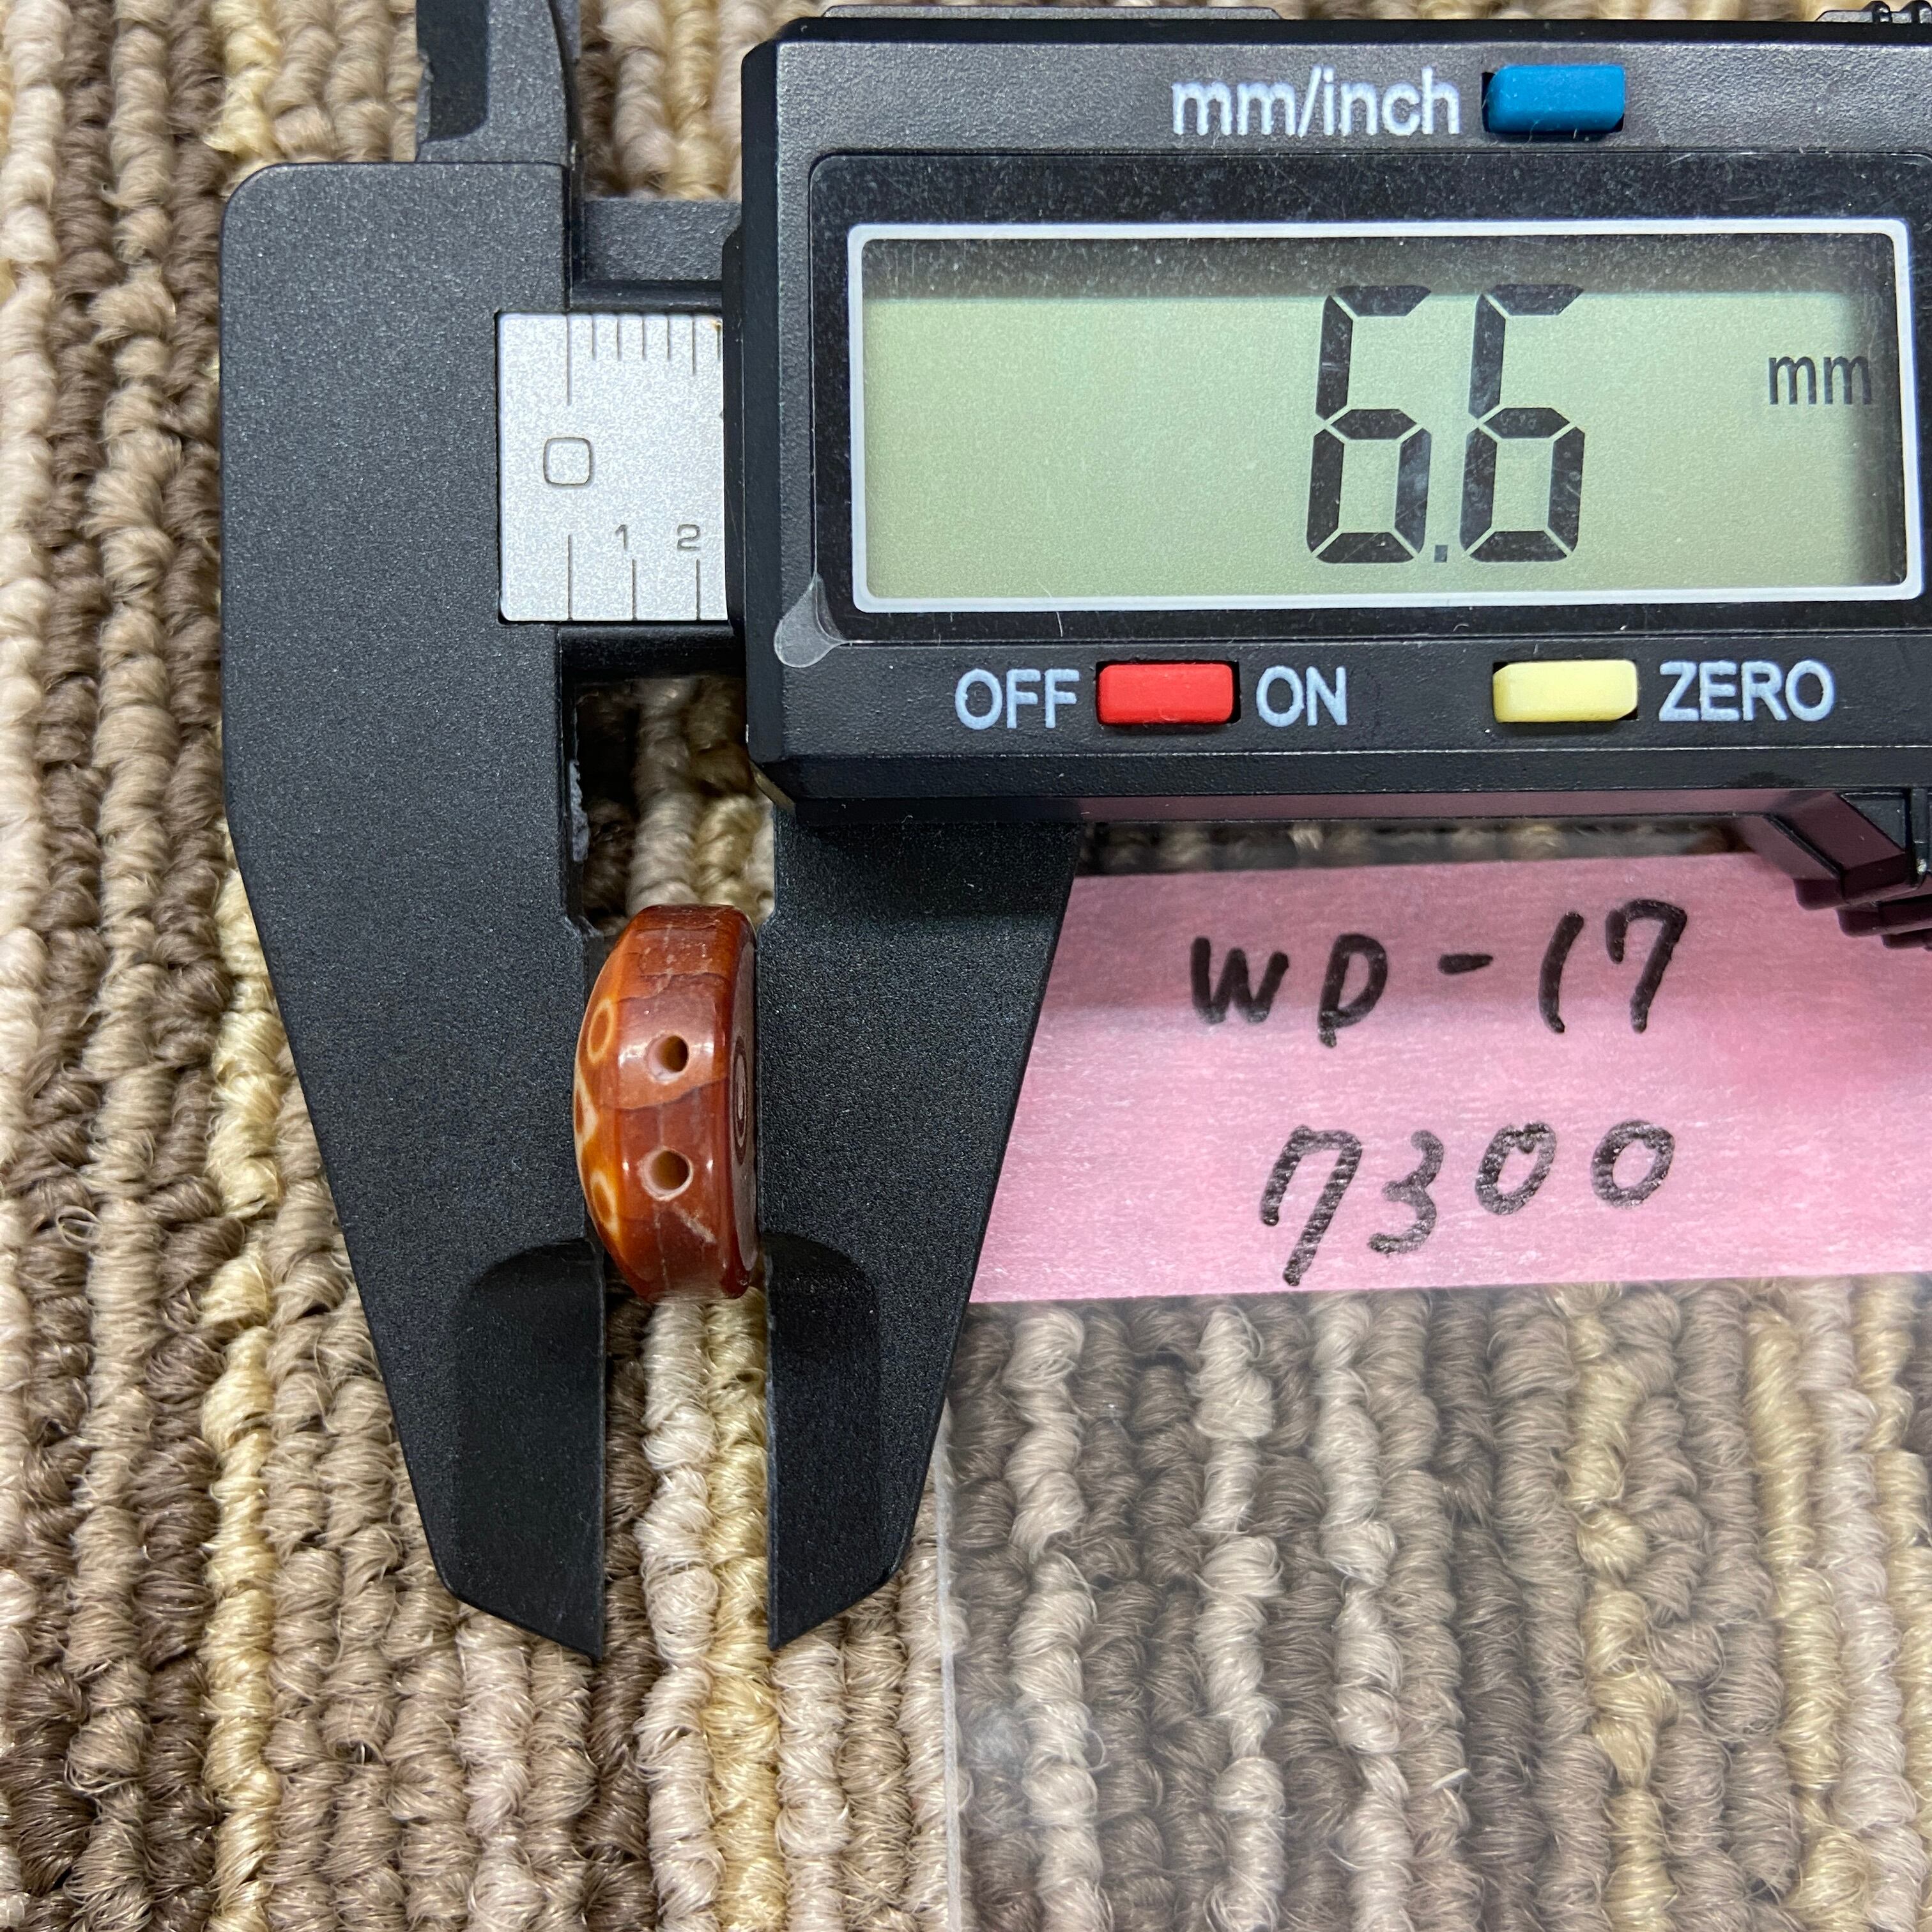 mm/inch
6.6 mm
0
1 2
OFF ON ZERO
WD-17
7300